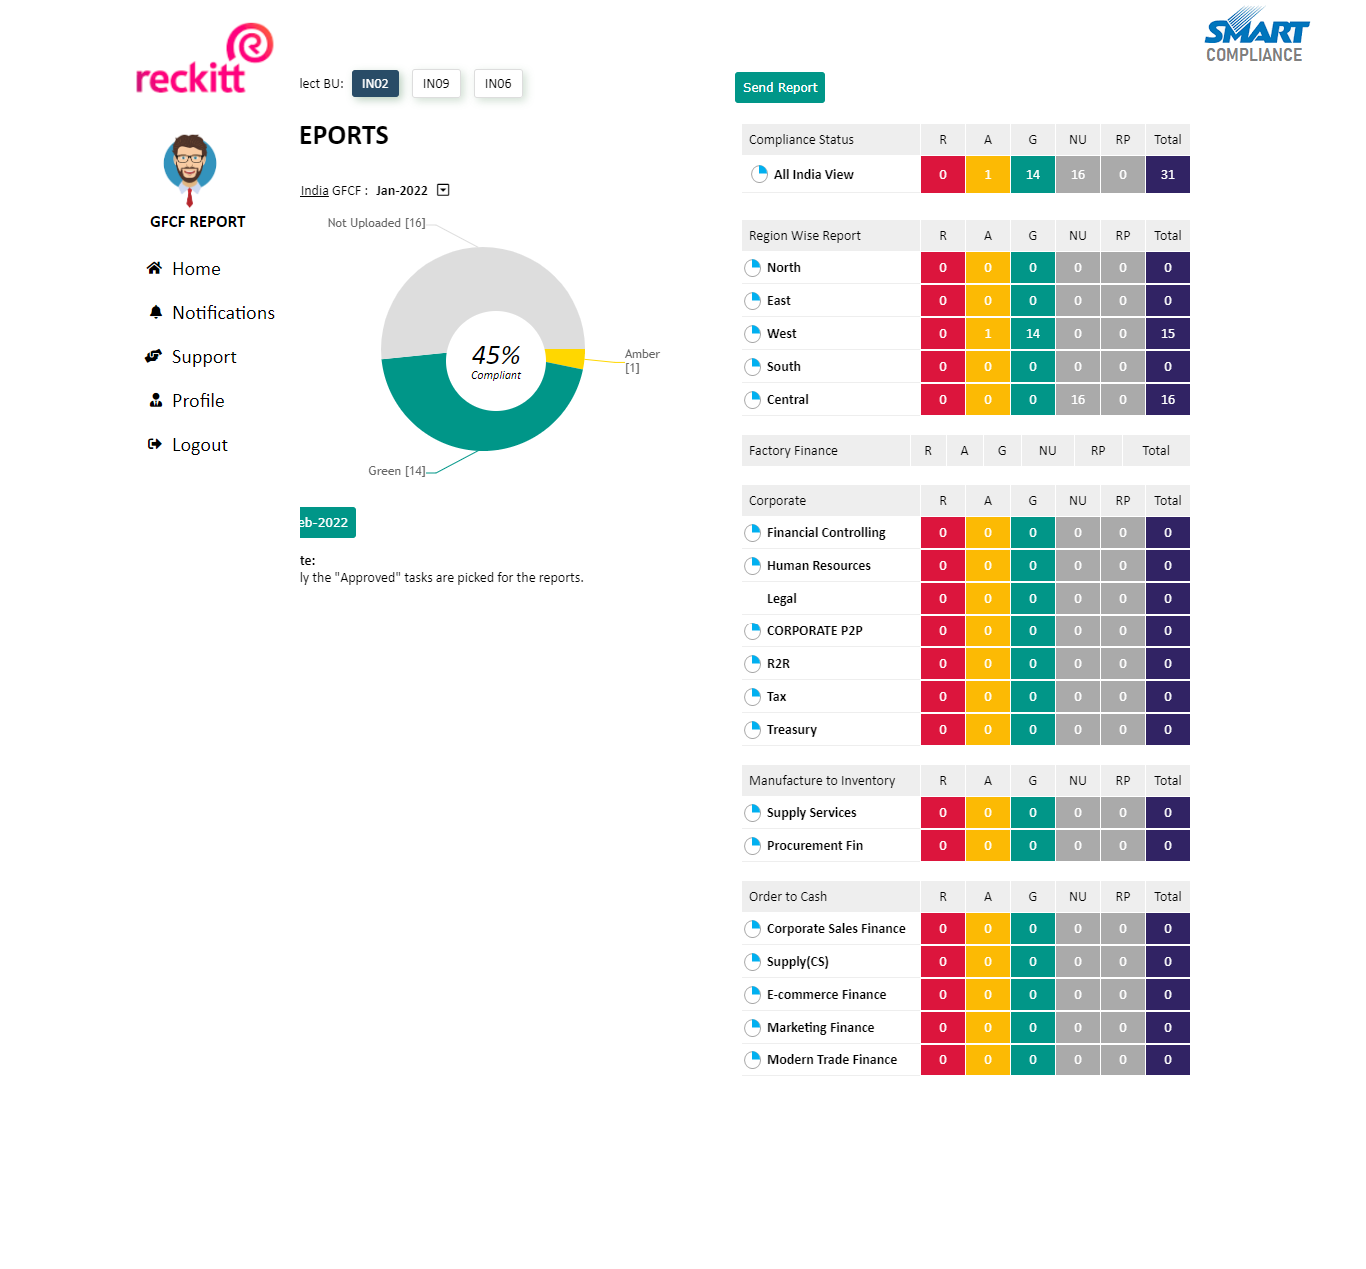 SMART
COMPLIANCE
reckitt
lect BU: IN02 IN09 IN06
Send Report
EPORTS
GFCF REPORT
Home
Notifications
Support
Profile
Logout
India GFCF : Jan-2022
Not Uploaded [16]
45%
Compliant
Amber
[1]
Green [14]
eb-2022
te:
ly the "Approved" tasks are picked for the reports.
Compliance Status R A G NU RP Total
All India View 0 1 14 16 0 31
Region Wise Report R A G NU RP Total
North 0 0 0 0 0 0
East 0 0 0 0 0 0
West 0 1 14 0 0 15
South 0 0 0 0 0 0
Central 0 0 0 16 0 16
Factory Finance R A G NU RP Total
Corporate R A G NU RP Total
Financial Controlling 0 0 0 0 0 0
Human Resources 0 0 0 0 0 0
Legal 0 0 0 0 0 0
CORPORATE P2P 0 0 0 0 0 0
R2R 0 0 0 0 0 0
Tax 0 0 0 0 0 0
Treasury 0 0 0 0 0 0
Manufacture to Inventory R A G NU RP Total
Supply Services 0 0 0 0 0 0
Procurement Fin 0 0 0 0 0 0
Order to Cash R A G NU RP Total
Corporate Sales Finance 0 0 0 0 0 0
Supply(CS) 0 0 0 0 0 0
E-commerce Finance 0 0 0 0 0 0
Marketing Finance 0 0 0 0 0 0
Modern Trade Finance 0 0 0 0 0 0